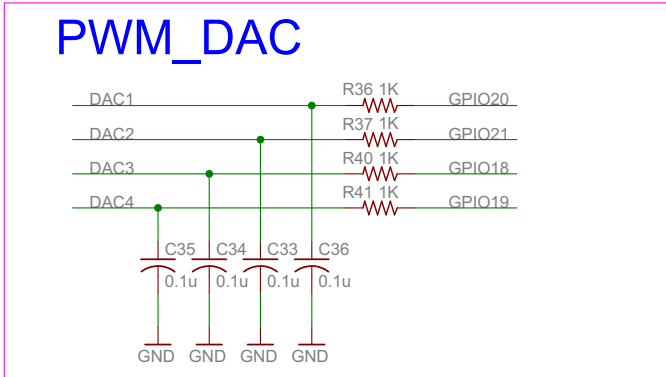 PWM_DAC
R36 1K
DAC1 GPIO20
R37 1K
DAC2 GPIO21
R40 1K
DAC3 GPIO18
R41 1K
DAC4 GPIO19
C35 C34 C33 C36
0.1u 0.1u 0.1u 0.1u
GND GND GND GND